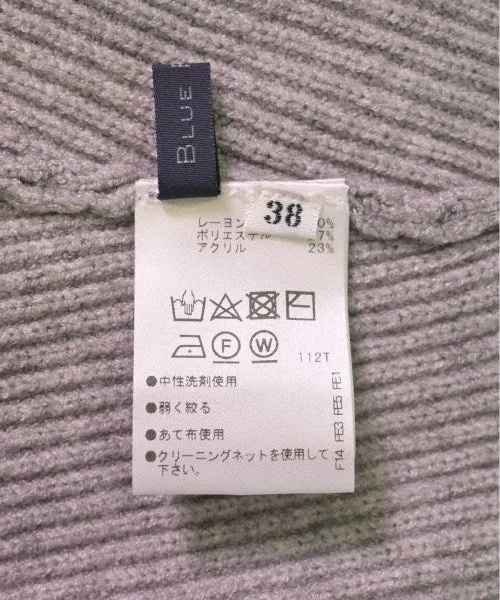 BLUE
38
レーヨン 0%
ポリエステル 7%
アクリル 23%
F
W
112T
●中性洗剤使用
●弱く絞る
●あて布使用
●クリーニングネットを使用して
下さい。
F14 FE3 FE5 FE1